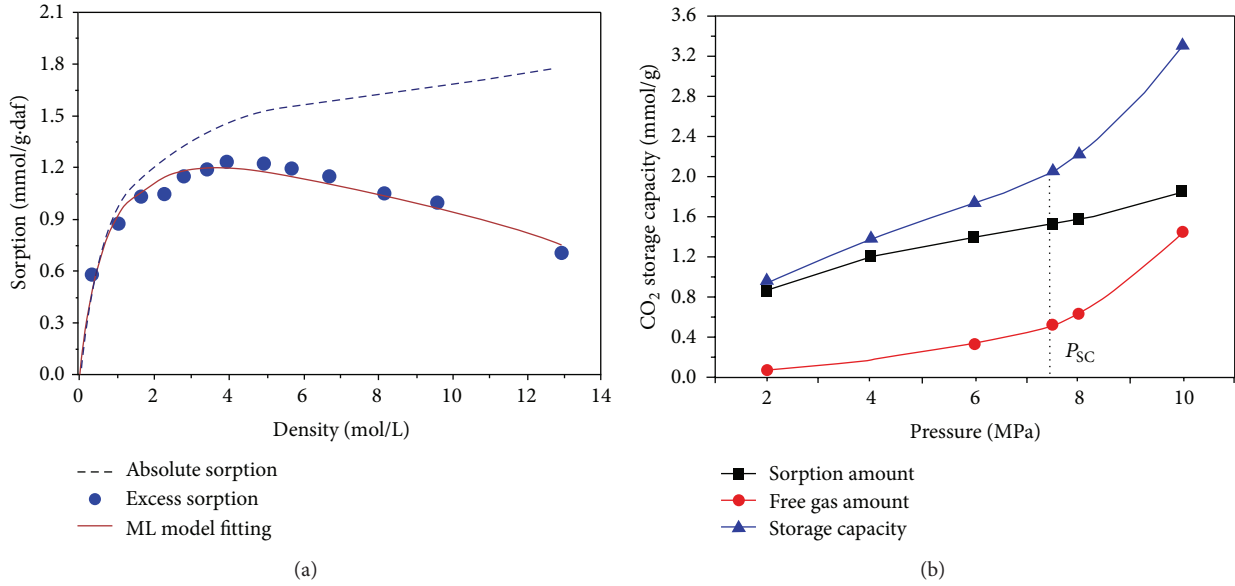 2.1
1.8
1.5
1.2
0.9
0.6
0.3
0.0
Sorption (mmol/g·daf)
0 2 4 6 8 10 12 14
Density (mol/L)
Absolute sorption
Excess sorption
ML model fitting
(a)
3.6
3.2
2.8
2.4
2.0
1.6
1.2
0.8
0.4
0.0
CO₂ storage capacity (mmol/g)
P_SC
2 4 6 8 10
Pressure (MPa)
Sorption amount
Free gas amount
Storage capacity
(b)